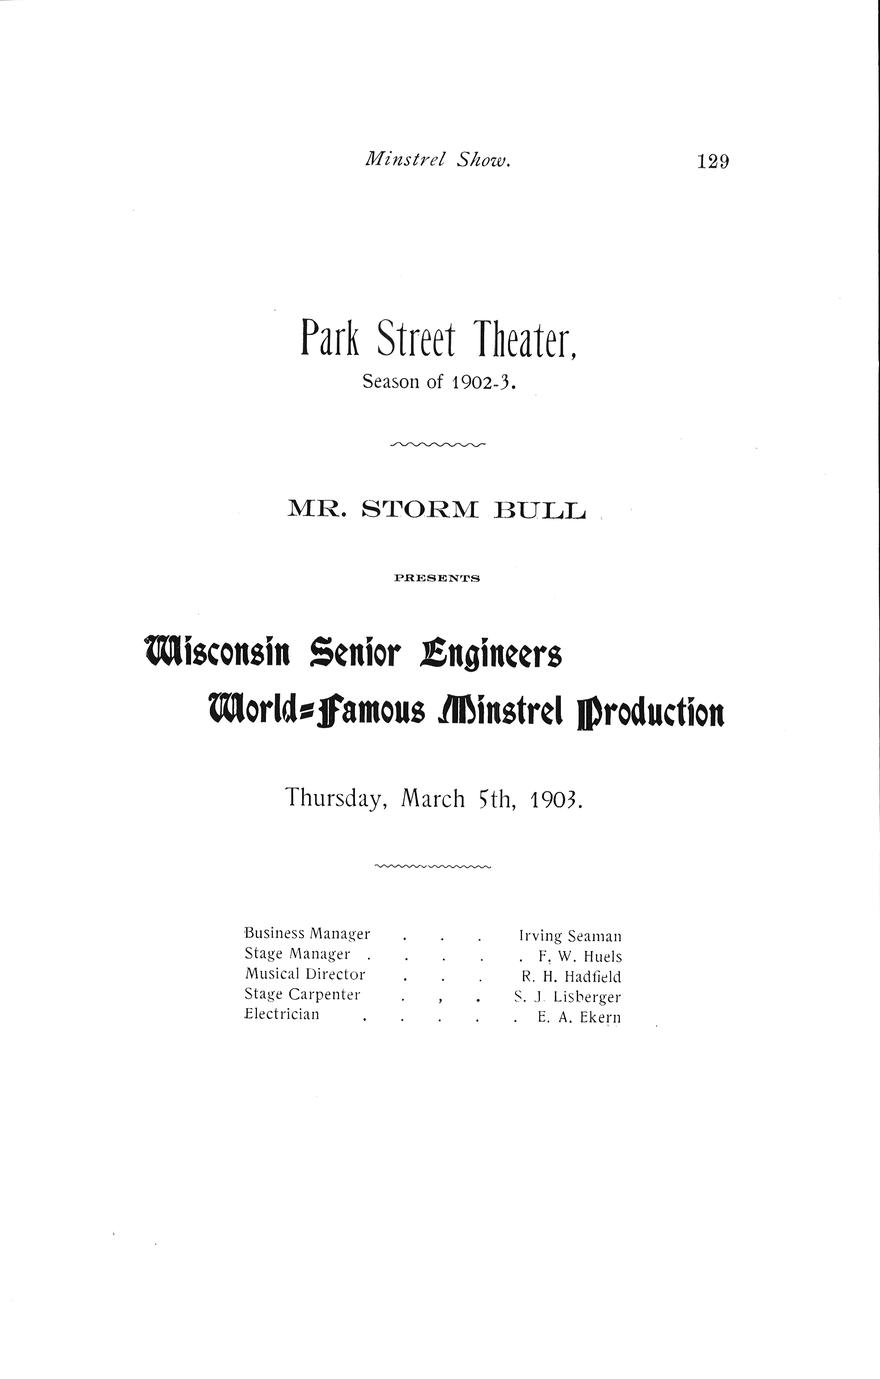 Minstrel Show. 129
Park Street Theater,
Season of 1902-3.
MR. STORM BULL
PRESENTS
Wisconsin Senior Engineers
World=Famous Minstrel Production
Thursday, March 5th, 1903.
Business Manager . . . Irving Seaman
Stage Manager . . . . . F. W. Huels
Musical Director . . . R. H. Hadfield
Stage Carpenter . , . S. J. Lisberger
Electrician . . . . . E. A. Ekern